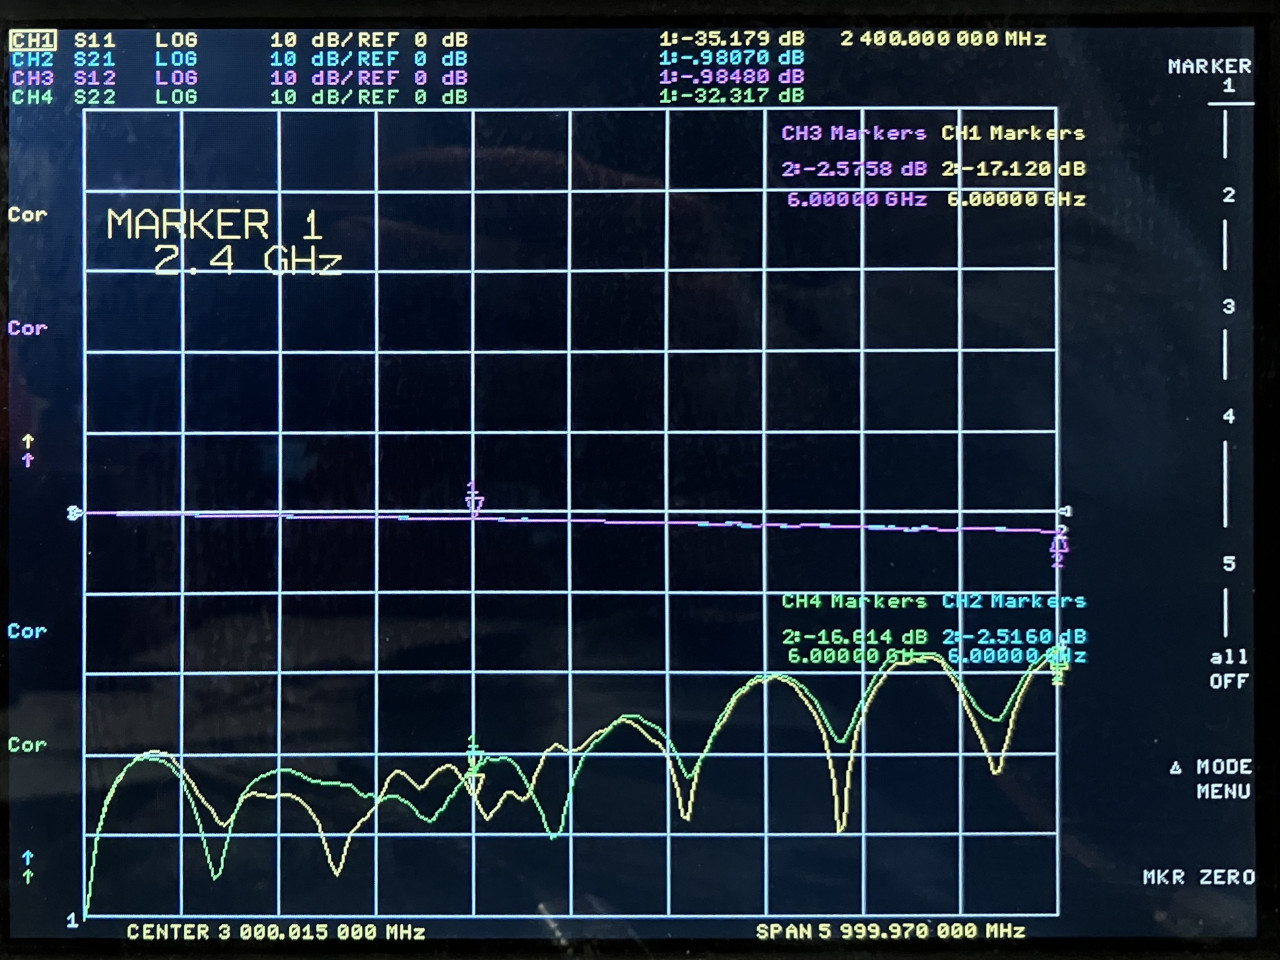 CH1 S11 LOG 10 dB/REF 0 dB 1:-35.179 dB 2 400.000 000 MHz
CH2 S21 LOG 10 dB/REF 0 dB 1:-.98070 dB
CH3 S12 LOG 10 dB/REF 0 dB 1:-.98480 dB
CH4 S22 LOG 10 dB/REF 0 dB 1:-32.317 dB
MARKER
1
CH3 Markers CH1 Markers
2:-2.5758 dB 2:-17.120 dB
6.00000 GHz 6.00000 GHz
2
Cor
MARKER 1
2.4 GHz
3
Cor
4
↑
↑
1
2
2
5
CH4 Markers CH2 Markers
Cor
2:-16.614 dB 2:-2.5160 dB
6.00000 GHz 6.00000 GHz
all
OFF
2
Cor
1
Δ MODE
MENU
↑
↑
MKR ZERO
1
CENTER 3 000.015 000 MHz SPAN 5 999.970 000 MHz